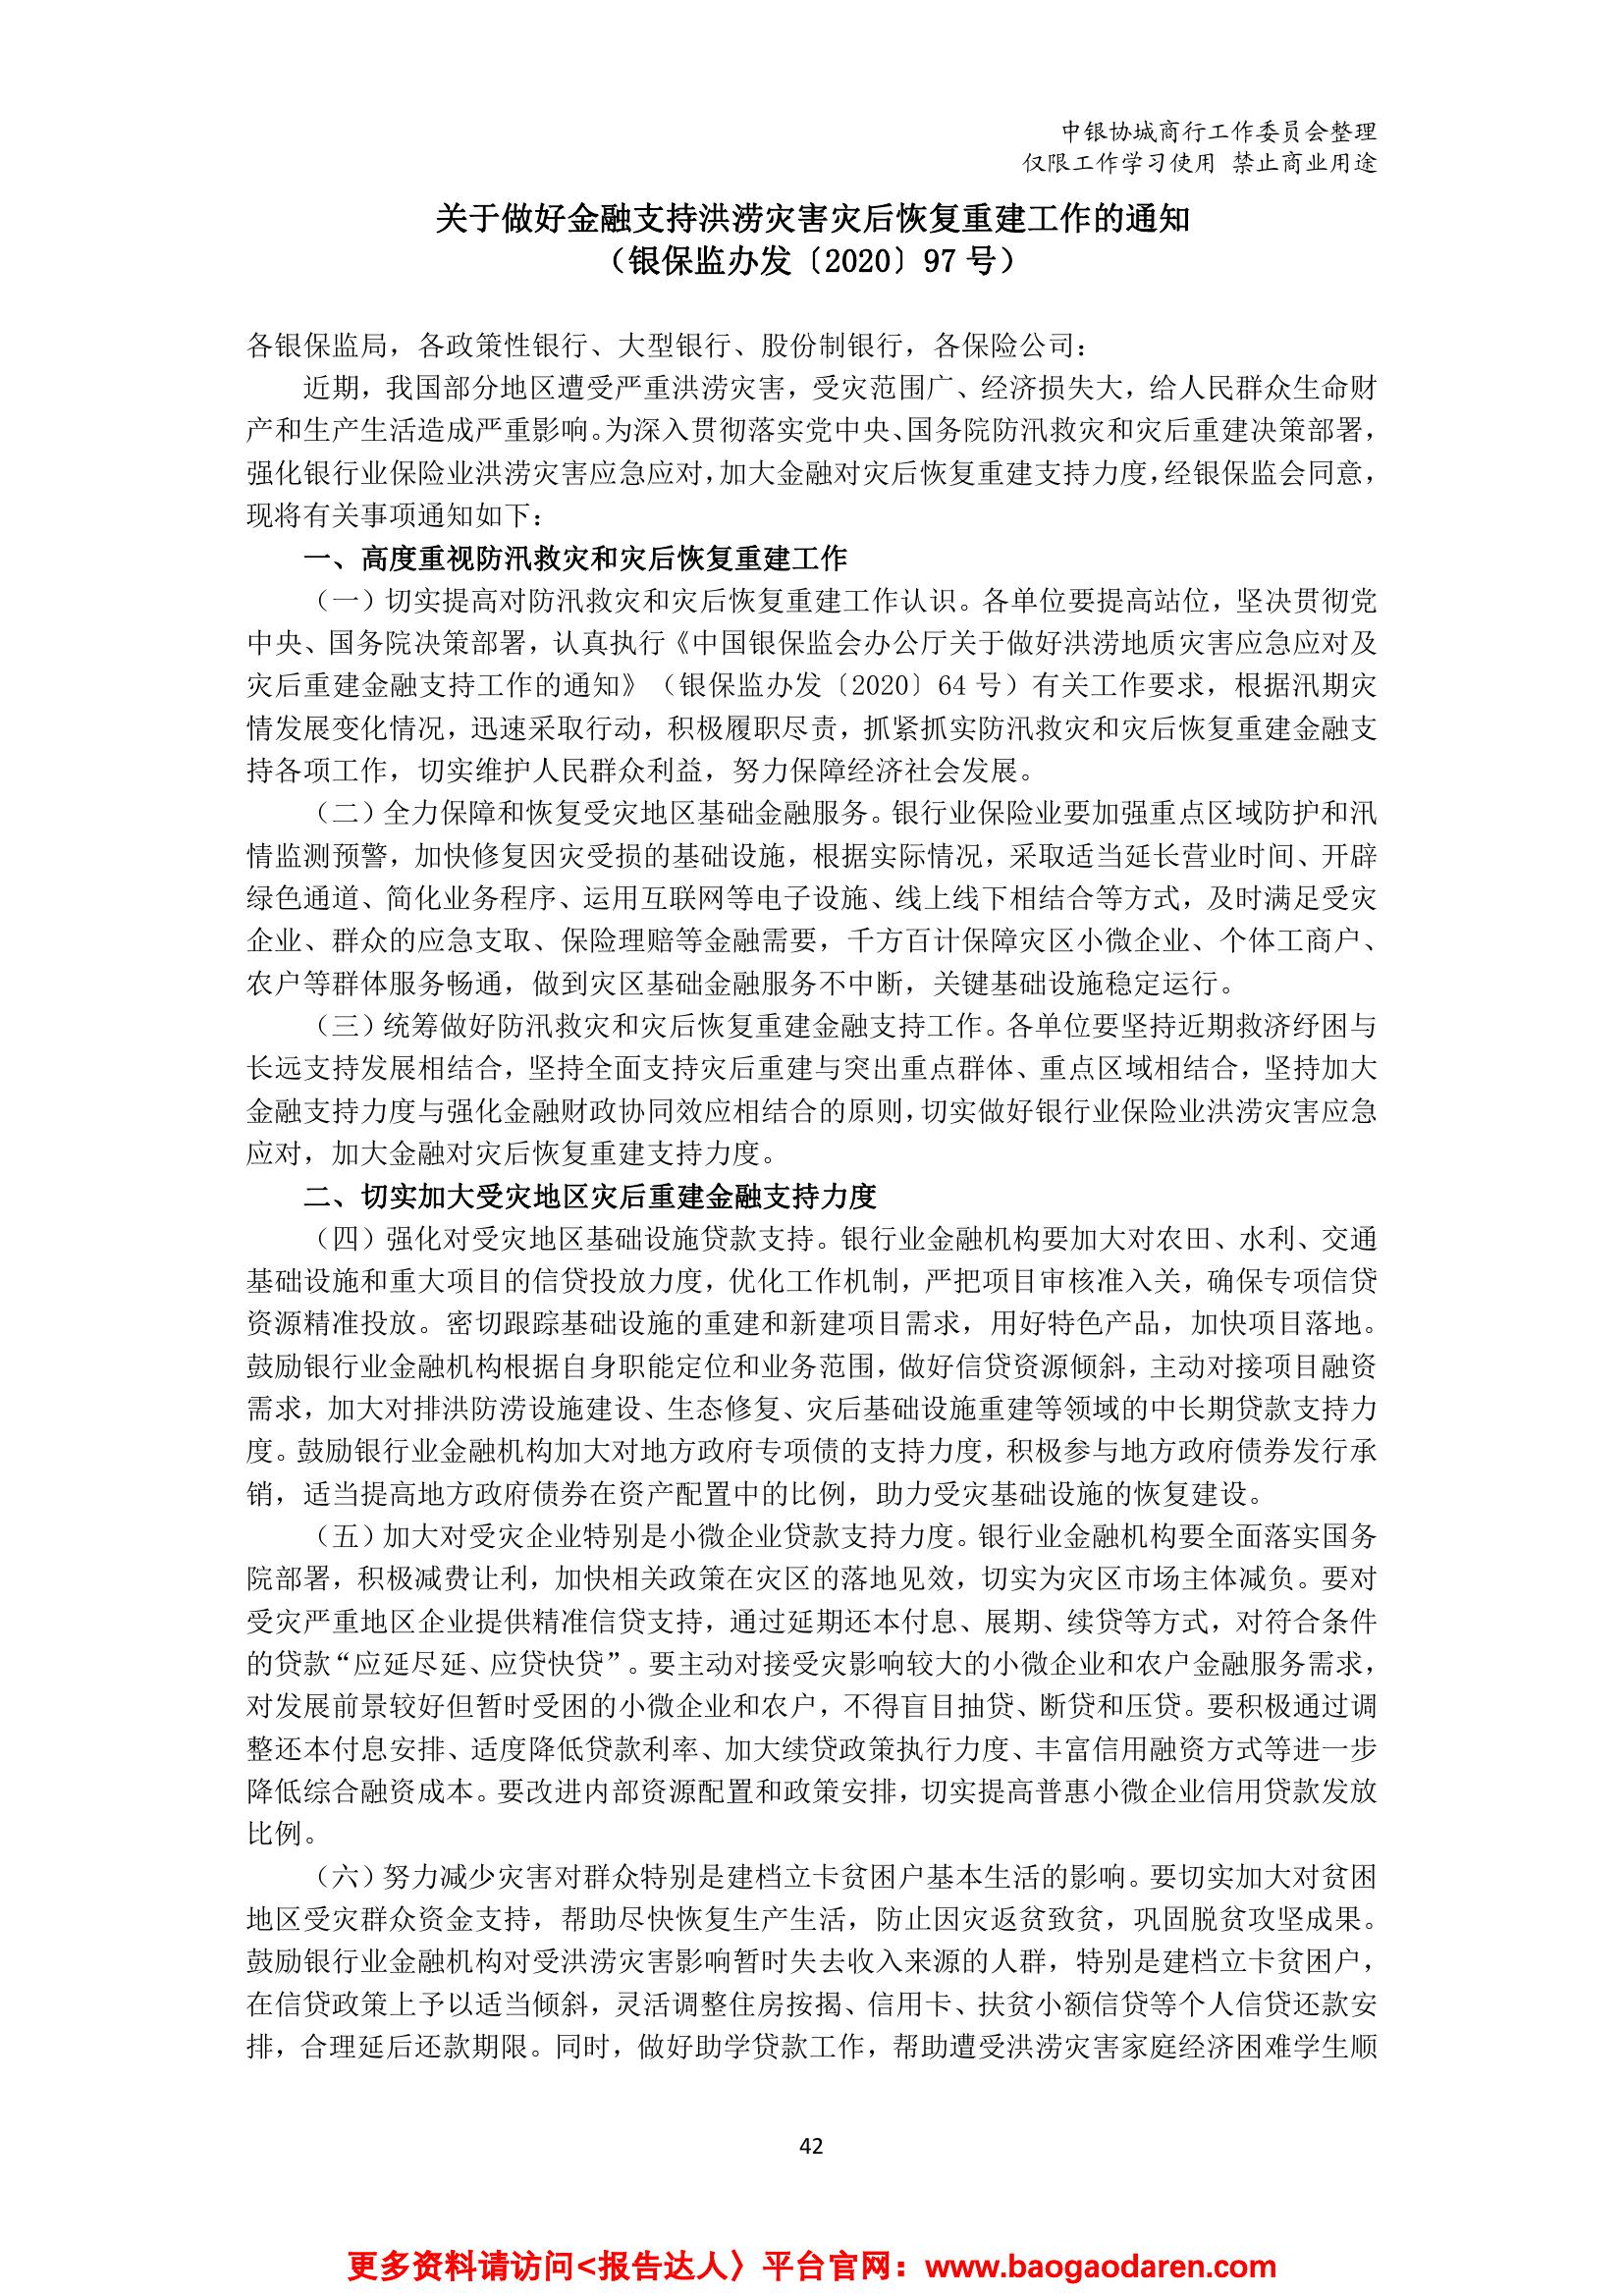 中银协城商行工作委员会整理
仅限工作学习使用 禁止商业用途
关于做好金融支持洪涝灾害灾后恢复重建工作的通知
（银保监办发〔2020〕97 号）
各银保监局，各政策性银行、大型银行、股份制银行，各保险公司：
近期，我国部分地区遭受严重洪涝灾害，受灾范围广、经济损失大，给人民群众生命财
产和生产生活造成严重影响。为深入贯彻落实党中央、国务院防汛救灾和灾后重建决策部署，
强化银行业保险业洪涝灾害应急应对，加大金融对灾后恢复重建支持力度，经银保监会同意，
现将有关事项通知如下：
一、高度重视防汛救灾和灾后恢复重建工作
（一）切实提高对防汛救灾和灾后恢复重建工作认识。各单位要提高站位，坚决贯彻党
中央、国务院决策部署，认真执行《中国银保监会办公厅关于做好洪涝地质灾害应急应对及
灾后重建金融支持工作的通知》（银保监办发〔2020〕64 号）有关工作要求，根据汛期灾
情发展变化情况，迅速采取行动，积极履职尽责，抓紧抓实防汛救灾和灾后恢复重建金融支
持各项工作，切实维护人民群众利益，努力保障经济社会发展。
（二）全力保障和恢复受灾地区基础金融服务。银行业保险业要加强重点区域防护和汛
情监测预警，加快修复因灾受损的基础设施，根据实际情况，采取适当延长营业时间、开辟
绿色通道、简化业务程序、运用互联网等电子设施、线上线下相结合等方式，及时满足受灾
企业、群众的应急支取、保险理赔等金融需要，千方百计保障灾区小微企业、个体工商户、
农户等群体服务畅通，做到灾区基础金融服务不中断，关键基础设施稳定运行。
（三）统筹做好防汛救灾和灾后恢复重建金融支持工作。各单位要坚持近期救济纾困与
长远支持发展相结合，坚持全面支持灾后重建与突出重点群体、重点区域相结合，坚持加大
金融支持力度与强化金融财政协同效应相结合的原则，切实做好银行业保险业洪涝灾害应急
应对，加大金融对灾后恢复重建支持力度。
二、切实加大受灾地区灾后重建金融支持力度
（四）强化对受灾地区基础设施贷款支持。银行业金融机构要加大对农田、水利、交通
基础设施和重大项目的信贷投放力度，优化工作机制，严把项目审核准入关，确保专项信贷
资源精准投放。密切跟踪基础设施的重建和新建项目需求，用好特色产品，加快项目落地。
鼓励银行业金融机构根据自身职能定位和业务范围，做好信贷资源倾斜，主动对接项目融资
需求，加大对排洪防涝设施建设、生态修复、灾后基础设施重建等领域的中长期贷款支持力
度。鼓励银行业金融机构加大对地方政府专项债的支持力度，积极参与地方政府债券发行承
销，适当提高地方政府债券在资产配置中的比例，助力受灾基础设施的恢复建设。
（五）加大对受灾企业特别是小微企业贷款支持力度。银行业金融机构要全面落实国务
院部署，积极减费让利，加快相关政策在灾区的落地见效，切实为灾区市场主体减负。要对
受灾严重地区企业提供精准信贷支持，通过延期还本付息、展期、续贷等方式，对符合条件
的贷款“应延尽延、应贷快贷”。要主动对接受灾影响较大的小微企业和农户金融服务需求，
对发展前景较好但暂时受困的小微企业和农户，不得盲目抽贷、断贷和压贷。要积极通过调
整还本付息安排、适度降低贷款利率、加大续贷政策执行力度、丰富信用融资方式等进一步
降低综合融资成本。要改进内部资源配置和政策安排，切实提高普惠小微企业信用贷款发放
比例。
（六）努力减少灾害对群众特别是建档立卡贫困户基本生活的影响。要切实加大对贫困
地区受灾群众资金支持，帮助尽快恢复生产生活，防止因灾返贫致贫，巩固脱贫攻坚成果。
鼓励银行业金融机构对受洪涝灾害影响暂时失去收入来源的人群，特别是建档立卡贫困户，
在信贷政策上予以适当倾斜，灵活调整住房按揭、信用卡、扶贫小额信贷等个人信贷还款安
排，合理延后还款期限。同时，做好助学贷款工作，帮助遭受洪涝灾害家庭经济困难学生顺
42
更多资料请访问<报告达人〉平台官网：www.baogaodaren.com